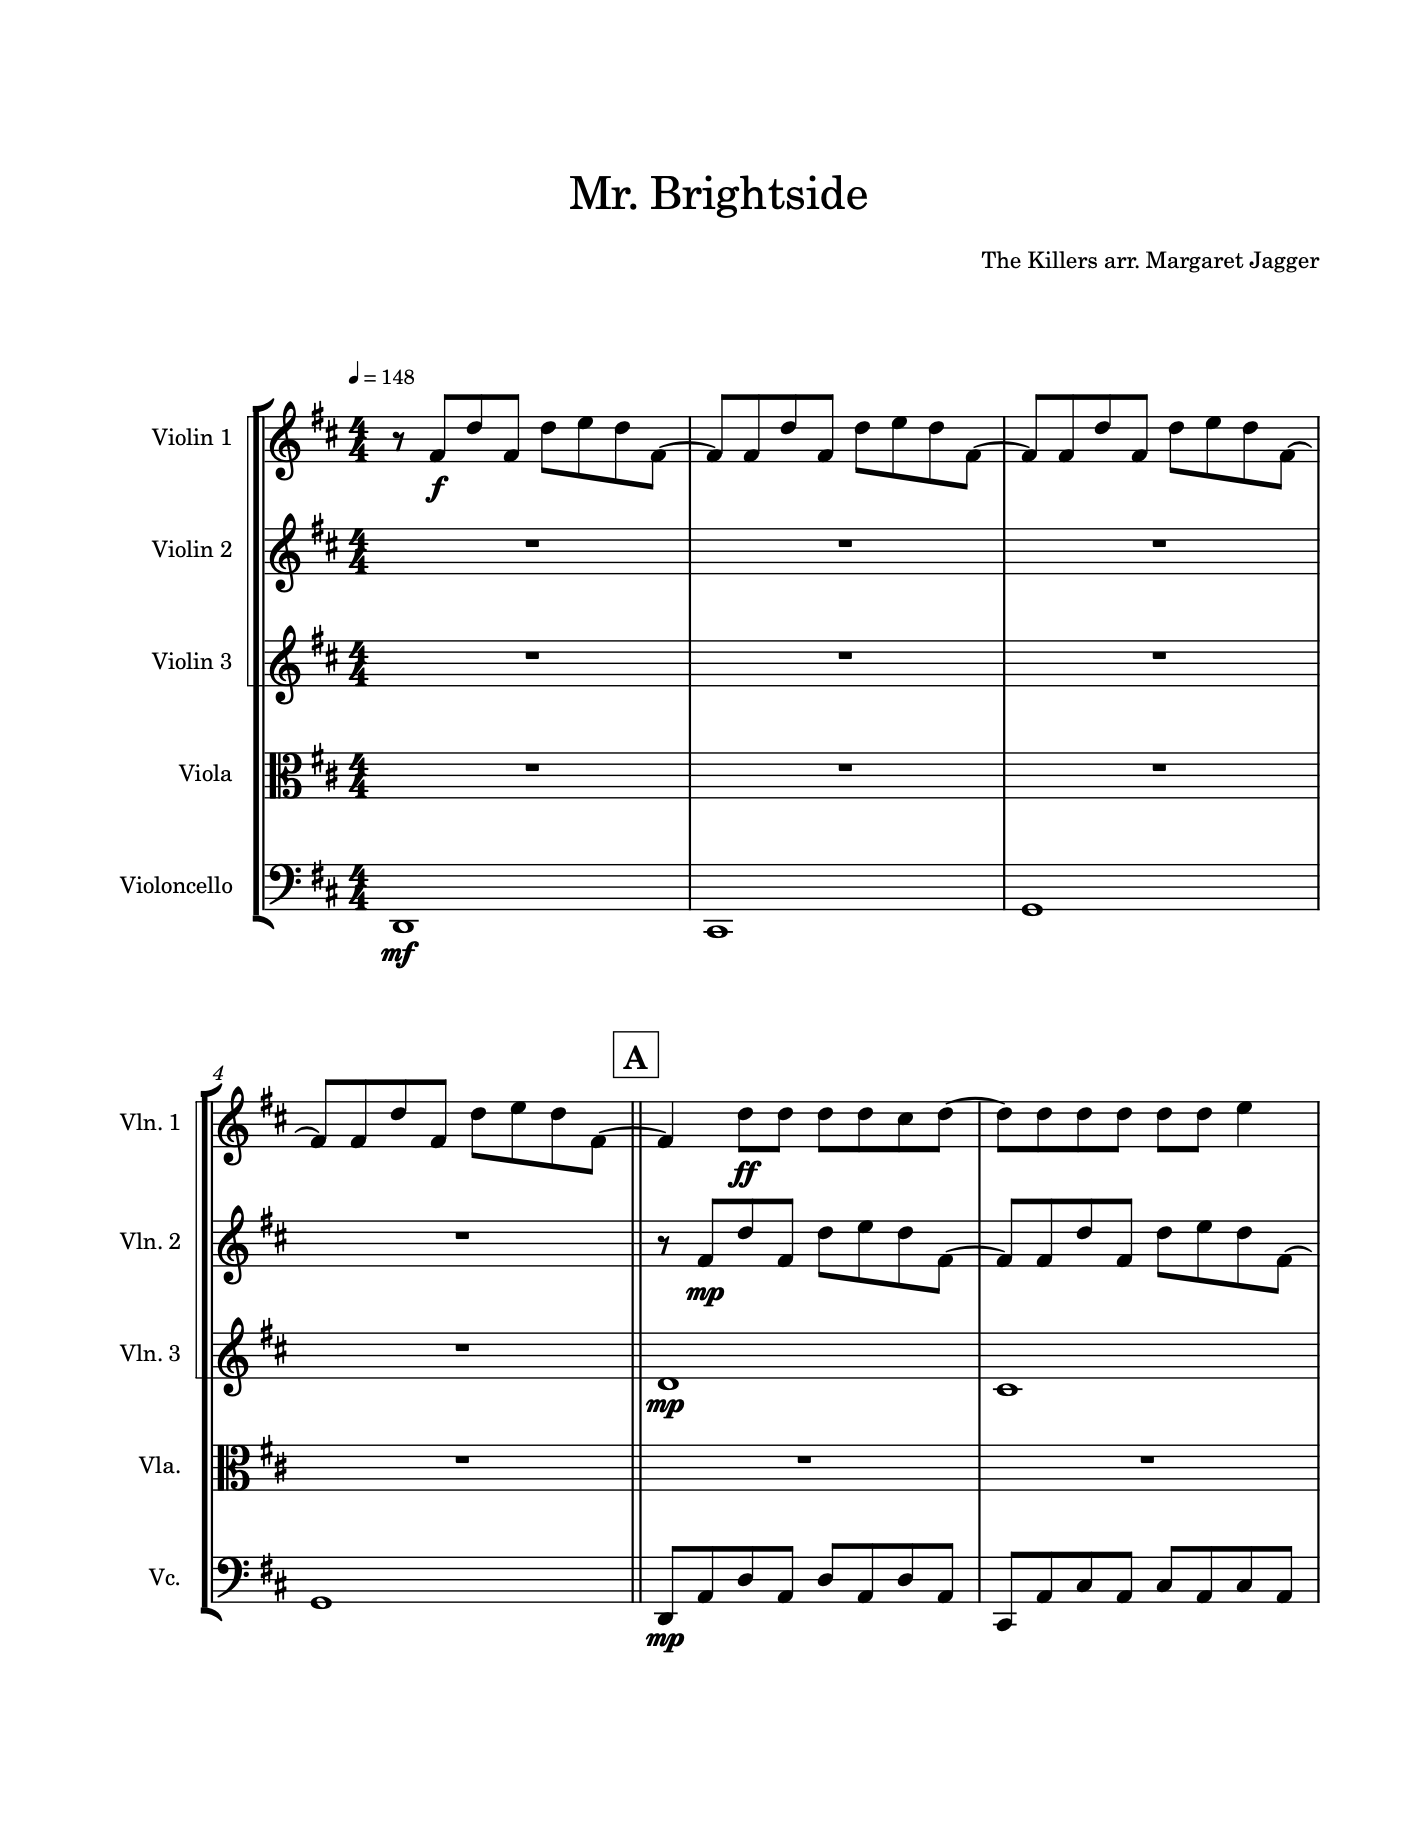 Mr. Brightside
The Killers arr. Margaret Jagger
= 148
Violin 1
f
Violin 2
Violin 3
Viola
Violoncello
mf
A
4
Vln. 1
ff
Vln. 2
mp
Vln. 3
mp
Vla.
Vc.
mp